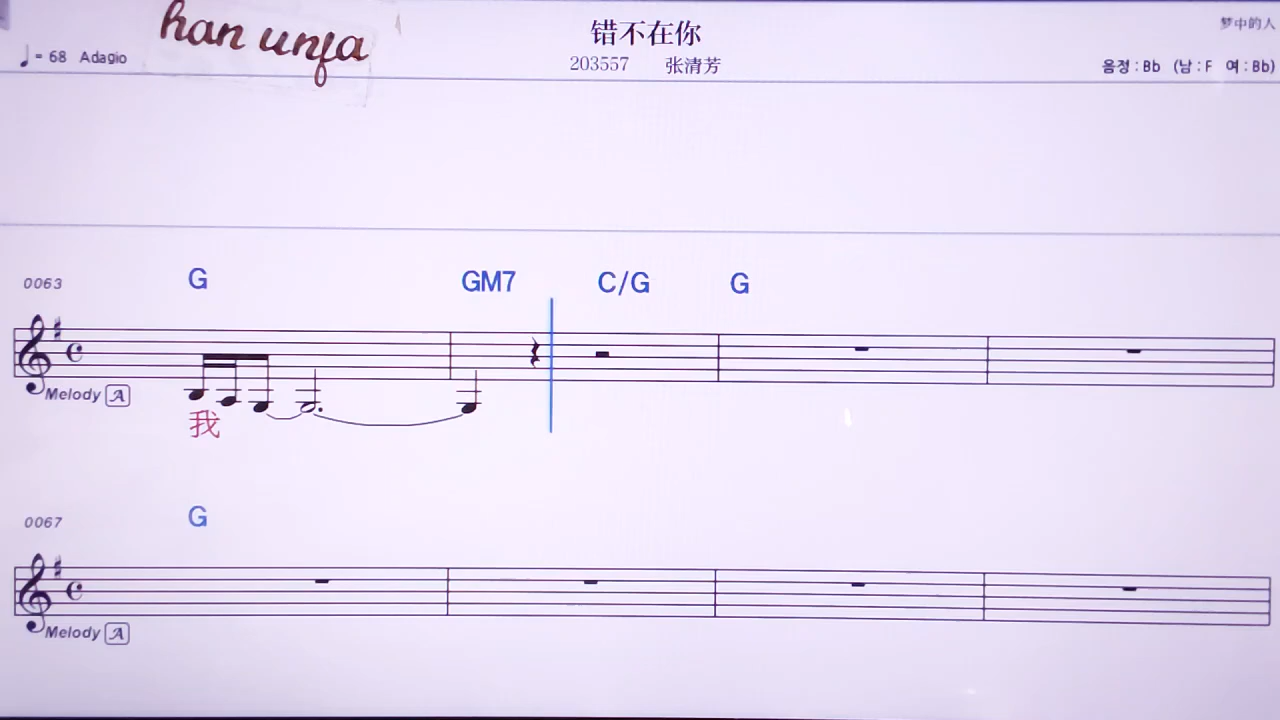 han unfa
错不在你
梦中的人
♩= 68 Adagio
203557 张清芳
음정 : Bb (남 : F 여 : Bb)
0063 G GM7 C/G G
Melody A
我
0067 G
Melody A